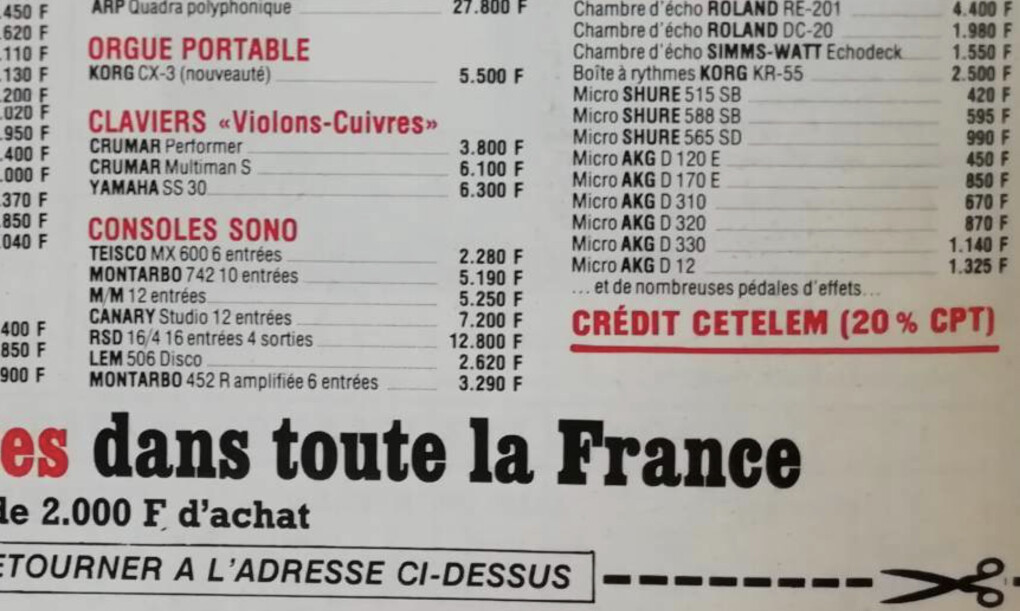 .450 F
.620 F
.110 F
.130 F
.200 F
.020 F
.950 F
.400 F
.000 F
.370 F
.850 F
.040 F
400 F
850 F
900 F
ARP Quadra polyphonique 27.800 F
ORGUE PORTABLE
KORG CX-3 (nouveauté) 5.500 F
CLAVIERS «Violons-Cuivres»
CRUMAR Performer 3.800 F
CRUMAR Multiman S 6.100 F
YAMAHA SS 30 6.300 F
CONSOLES SONO
TEISCO MX 600 6 entrées 2.280 F
MONTARBO 742 10 entrées 5.190 F
M/M 12 entrées 5.250 F
CANARY Studio 12 entrées 7.200 F
RSD 16/4 16 entrées 4 sorties 12.800 F
LEM 506 Disco 2.620 F
MONTARBO 452 R amplifiée 6 entrées 3.290 F
Chambre d'écho ROLAND RE-201 4.400 F
Chambre d'écho ROLAND DC-20 1.980 F
Chambre d'écho SIMMS-WATT Echodeck 1.550 F
Boîte à rythmes KORG KR-55 2.500 F
Micro SHURE 515 SB 420 F
Micro SHURE 588 SB 595 F
Micro SHURE 565 SD 990 F
Micro AKG D 120 E 450 F
Micro AKG D 170 E 850 F
Micro AKG D 310 670 F
Micro AKG D 320 870 F
Micro AKG D 330 1.140 F
Micro AKG D 12 1.325 F
... et de nombreuses pédales d'effets...
CRÉDIT CETELEM (20 % CPT)
es dans toute la France
de 2.000 F d'achat
ETOURNER A L'ADRESSE CI-DESSUS